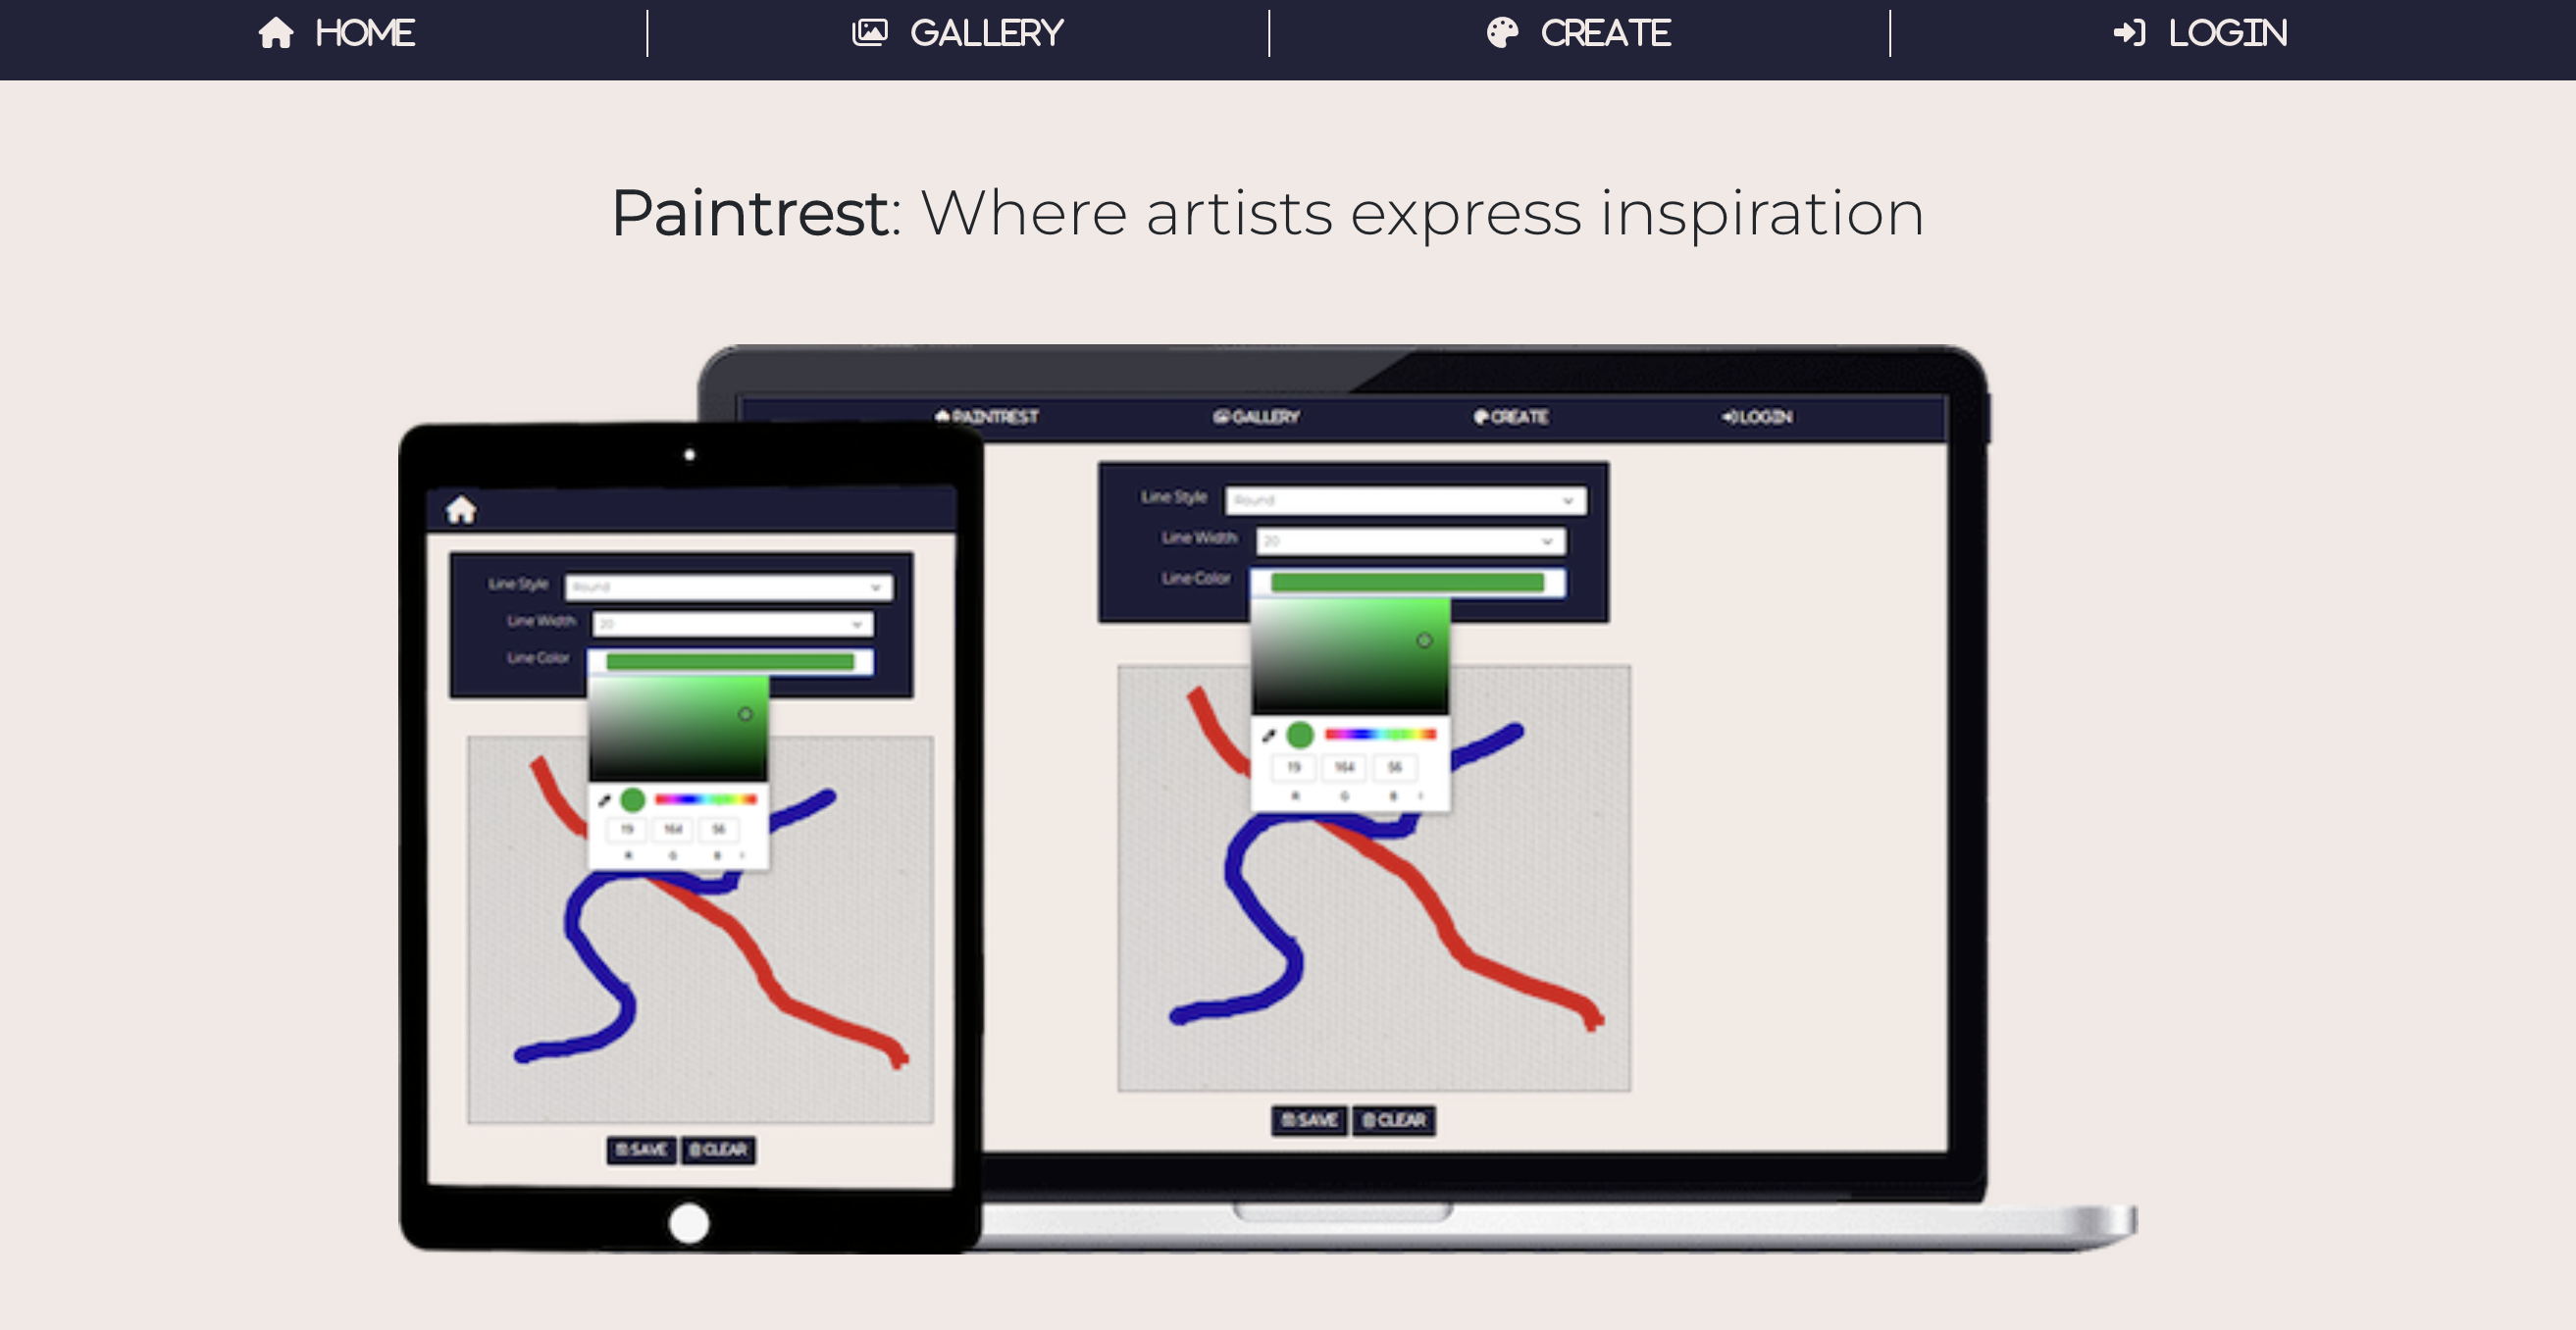 HOME GALLERY CREATE LOGIN
Paintrest: Where artists express inspiration
PAINTREST GALLERY CREATE LOGIN
Line Style Round
Line Width 20
Line Color
19 164 56
R G B
SAVE CLEAR
Line Style Round
Line Width 20
Line Color
19 164 56
R G B
SAVE CLEAR